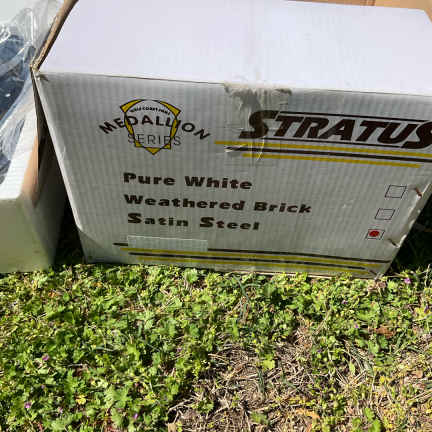 MEDALLION
SERIES
STRATUS
Pure White
Weathered Brick
Satin Steel